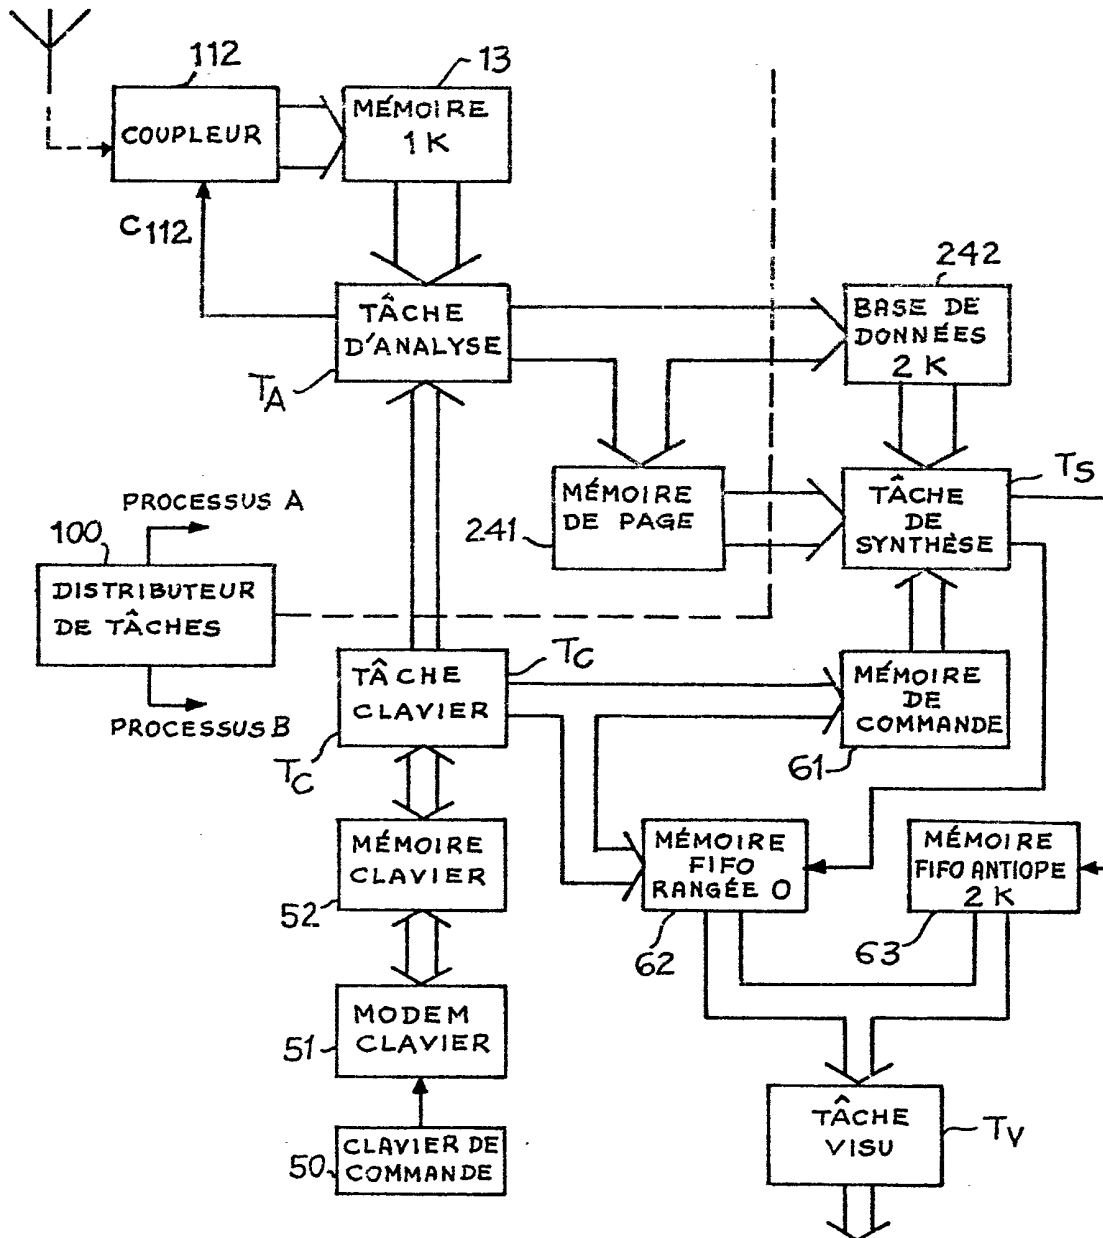 112
13
COUPLEUR
MÉMOIRE
1 K
C112
242
TÂCHE
D'ANALYSE
BASE DE
DONNÉES
2 K
TA
TS
PROCESSUS A
100
MÉMOIRE
DE PAGE
241
TÂCHE
DE
SYNTHÈSE
DISTRIBUTEUR
DE TÂCHES
PROCESSUS B
TC
TÂCHE
CLAVIER
TC
MÉMOIRE
DE
COMMANDE
61
MÉMOIRE
CLAVIER
52
MÉMOIRE
FIFO
RANGÉE 0
62
MÉMOIRE
FIFO ANTIOPE
2 K
63
MODEM
CLAVIER
51
CLAVIER DE
COMMANDE
50
TÂCHE
VISU
TV